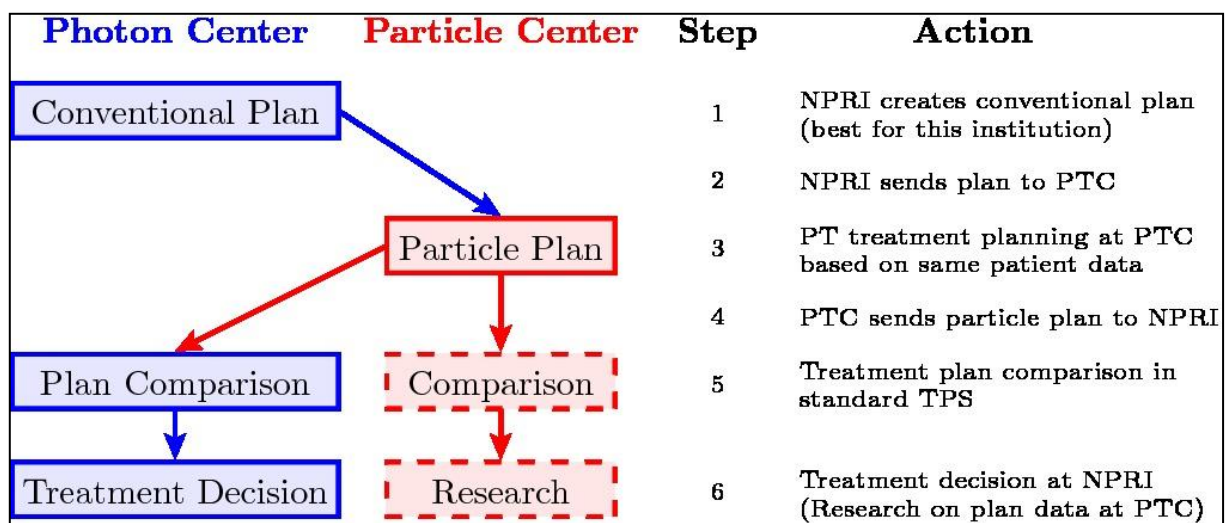 Photon Center Particle Center Step Action
Conventional Plan
1
NPRI creates conventional plan
(best for this institution)
2
NPRI sends plan to PTC
Particle Plan
3
PT treatment planning at PTC
based on same patient data
4
PTC sends particle plan to NPRI
Plan Comparison
Comparison
5
Treatment plan comparison in
standard TPS
Treatment Decision
Research
6
Treatment decision at NPRI
(Research on plan data at PTC)